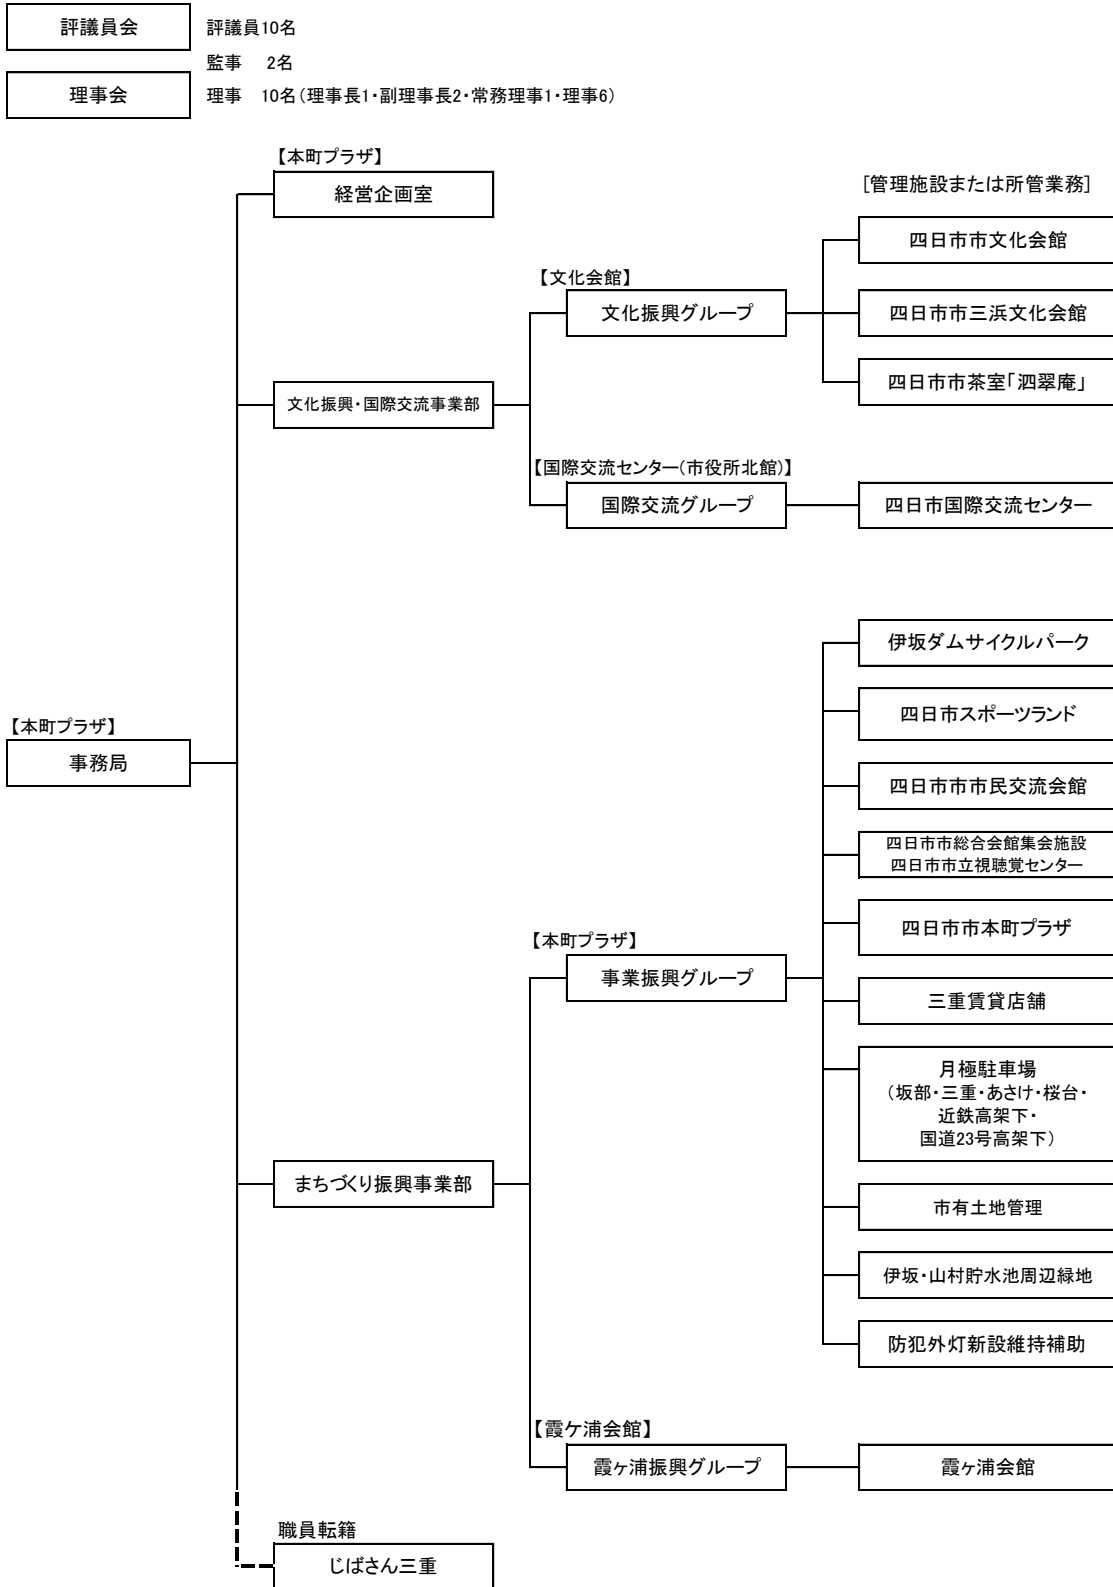 評議員会
評議員10名
監事 2名
理事会
理事 10名(理事長1・副理事長2・常務理事1・理事6)
【本町プラザ】
経営企画室
[管理施設または所管業務]
四日市市文化会館
【文化会館】
文化振興グループ
四日市市三浜文化会館
四日市市茶室「泗翠庵」
文化振興・国際交流事業部
【国際交流センター(市役所北館)】
国際交流グループ
四日市国際交流センター
伊坂ダムサイクルパーク
四日市スポーツランド
【本町プラザ】
事務局
四日市市市民交流会館
四日市市総合会館集会施設
四日市市立視聴覚センター
四日市市本町プラザ
【本町プラザ】
事業振興グループ
三重賃貸店舗
月極駐車場
(坂部・三重・あさけ・桜台・
近鉄高架下・
国道23号高架下)
まちづくり振興事業部
市有土地管理
伊坂・山村貯水池周辺緑地
防犯外灯新設維持補助
【霞ケ浦会館】
霞ヶ浦振興グループ
霞ヶ浦会館
職員転籍
じばさん三重